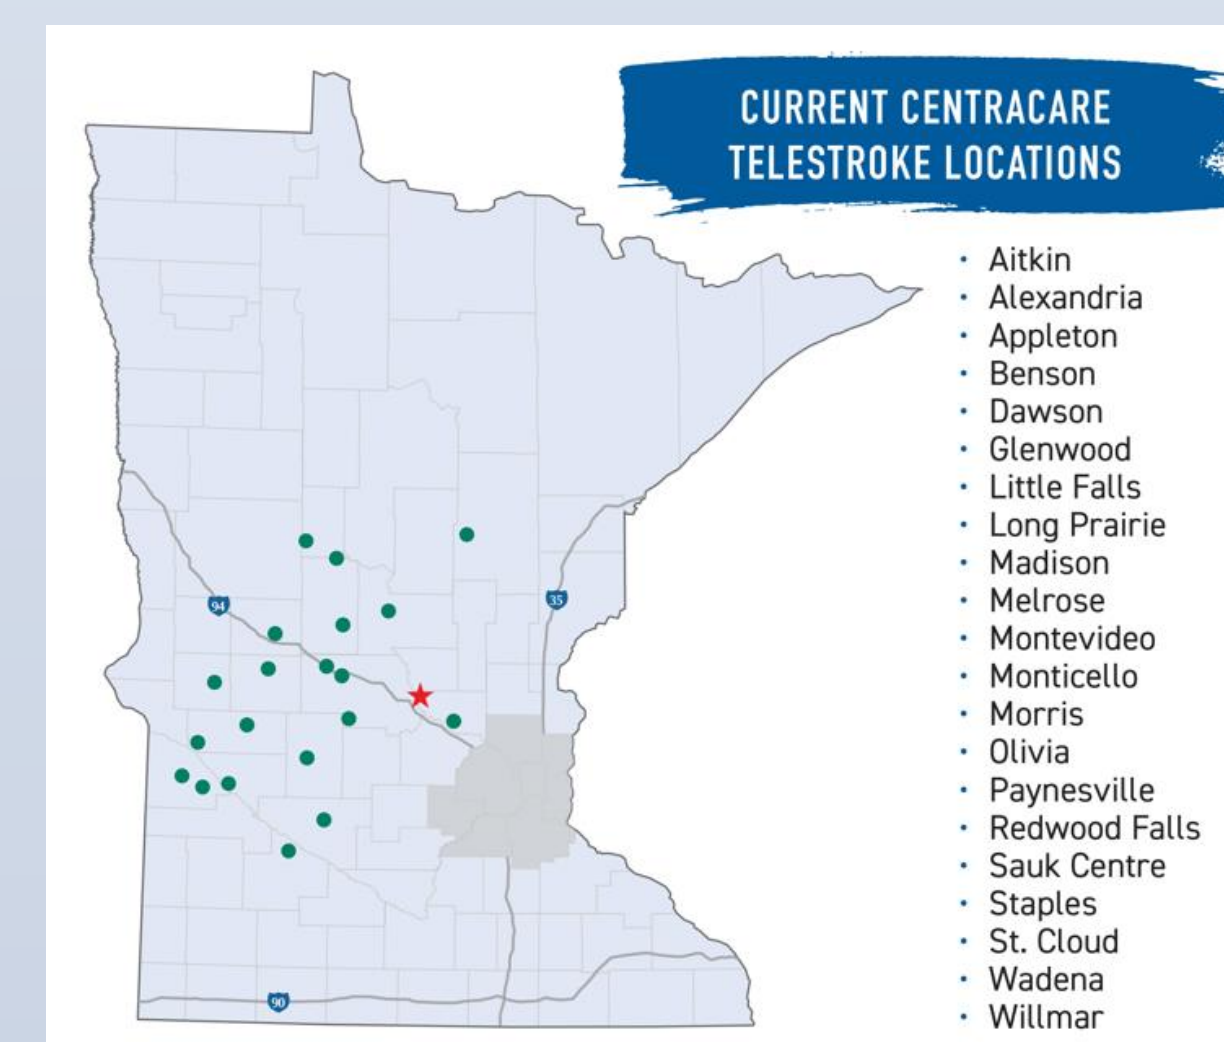 CURRENT CENTRACARE
TELESTROKE LOCATIONS
• Aitkin
• Alexandria
• Appleton
• Benson
• Dawson
• Glenwood
• Little Falls
• Long Prairie
• Madison
• Melrose
• Montevideo
• Monticello
• Morris
• Olivia
• Paynesville
• Redwood Falls
• Sauk Centre
• Staples
• St. Cloud
• Wadena
• Willmar
94
35
90